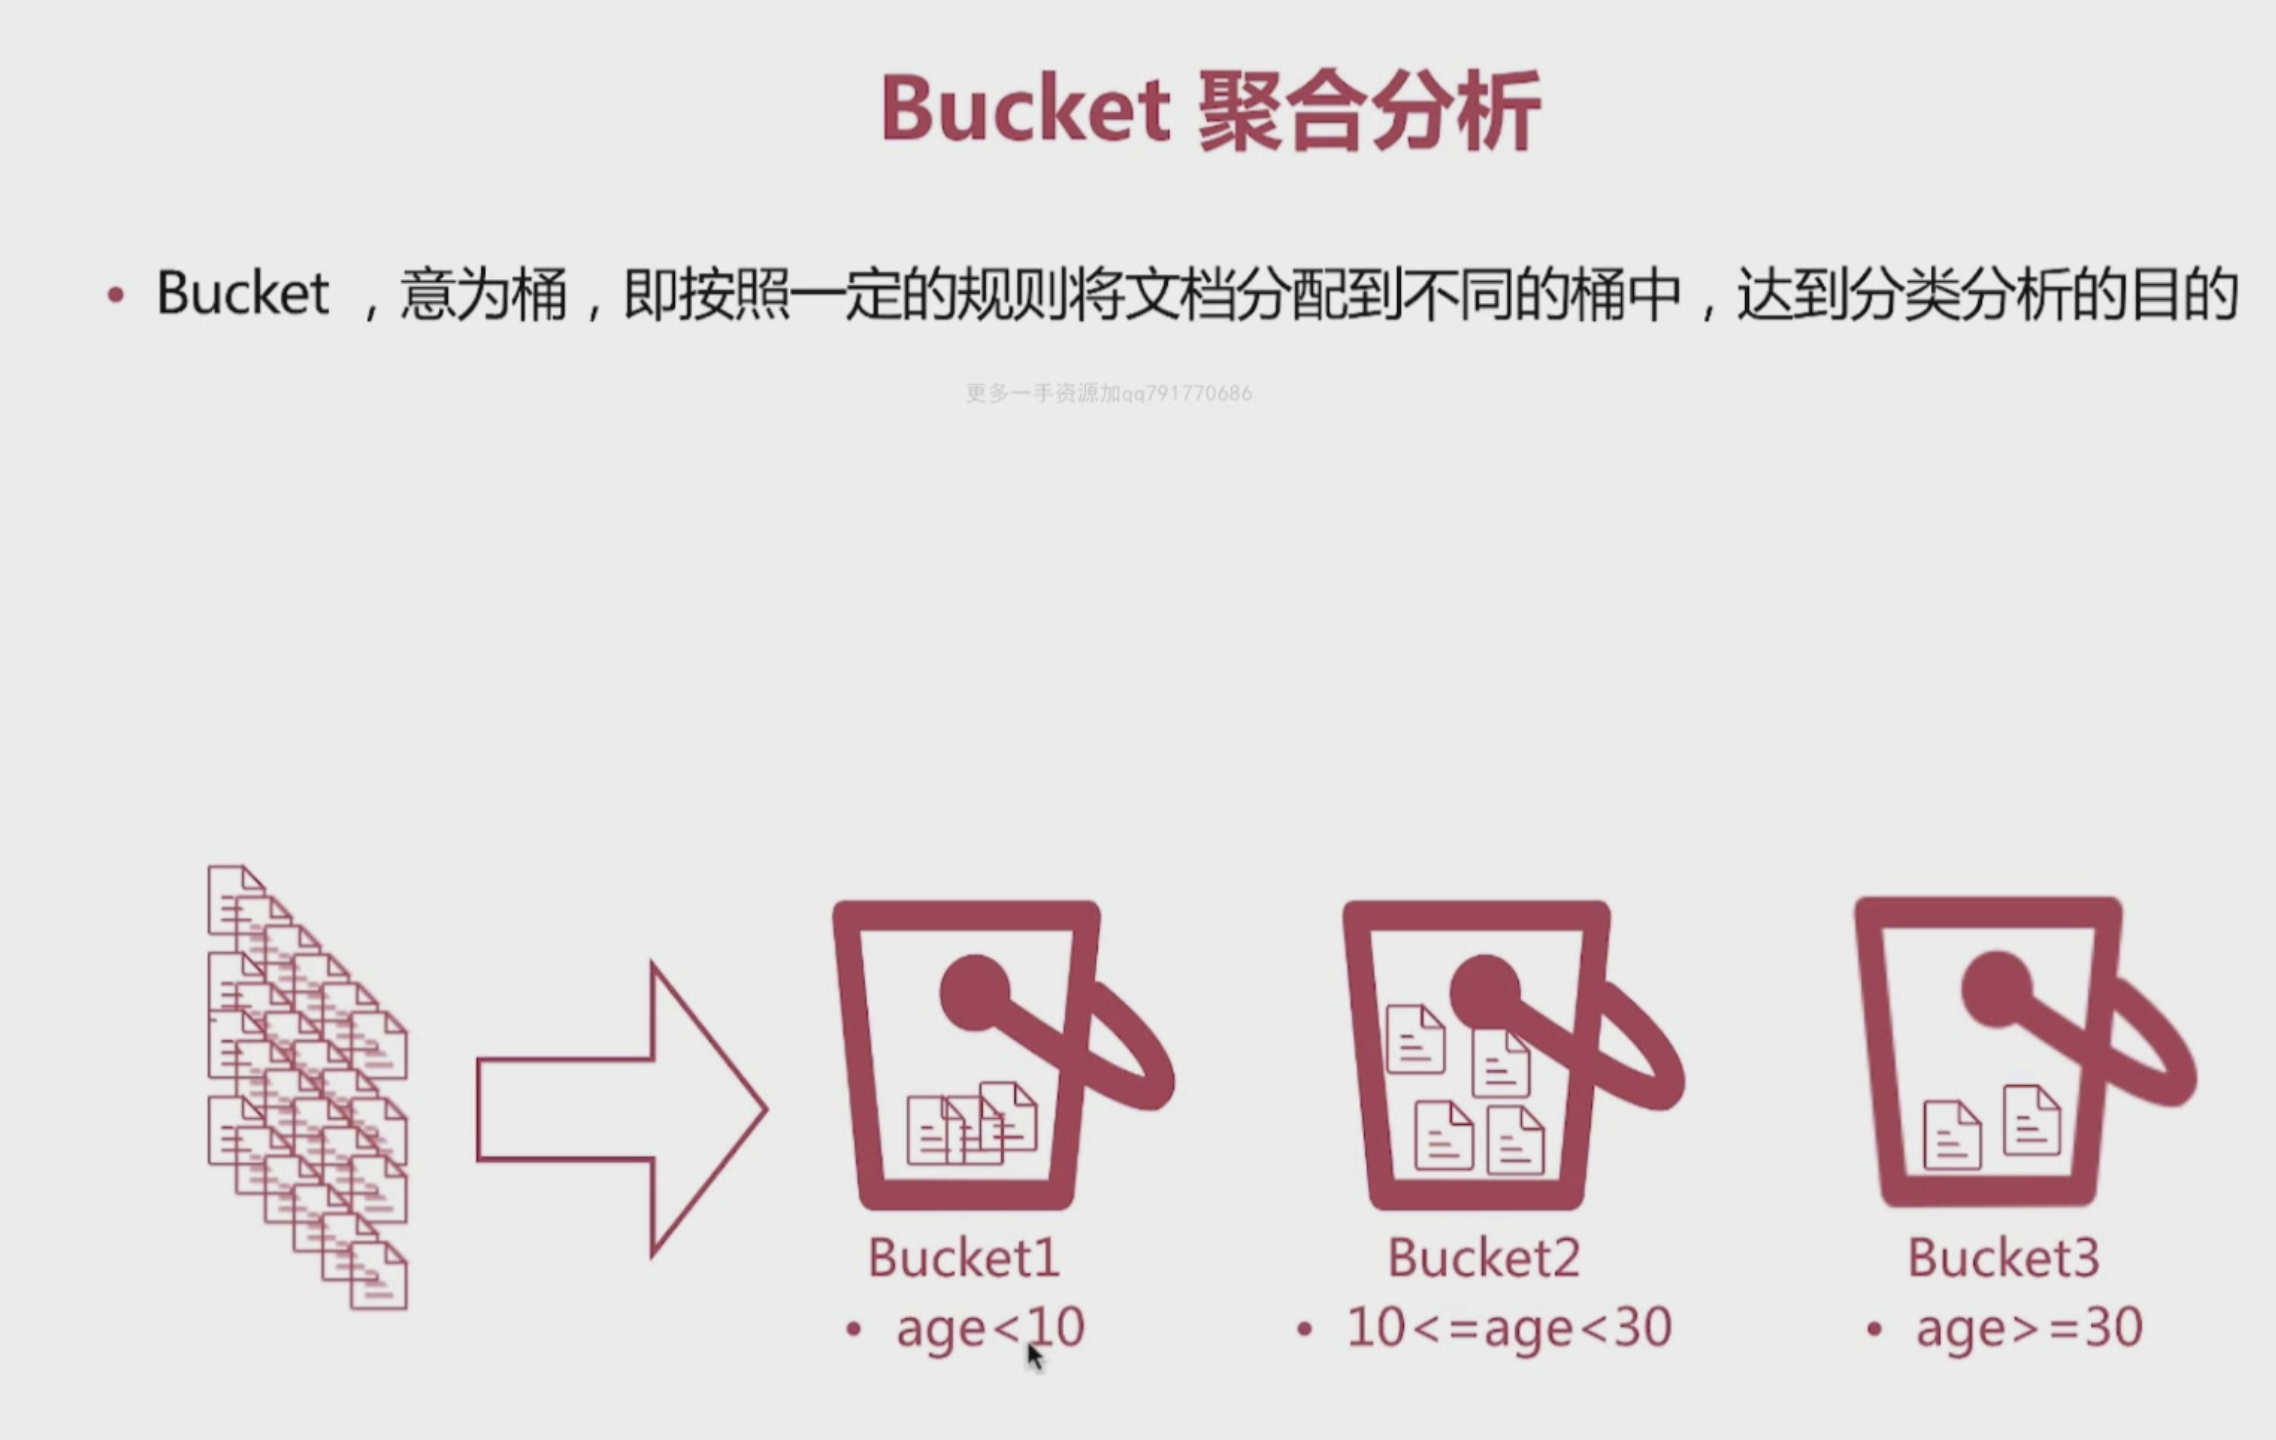 Bucket 聚合分析
• Bucket ，意为桶，即按照一定的规则将文档分配到不同的桶中，达到分类分析的目的
更多一手资源加qq791770686
Bucket1
• age<10
Bucket2
• 10<=age<30
Bucket3
• age>=30